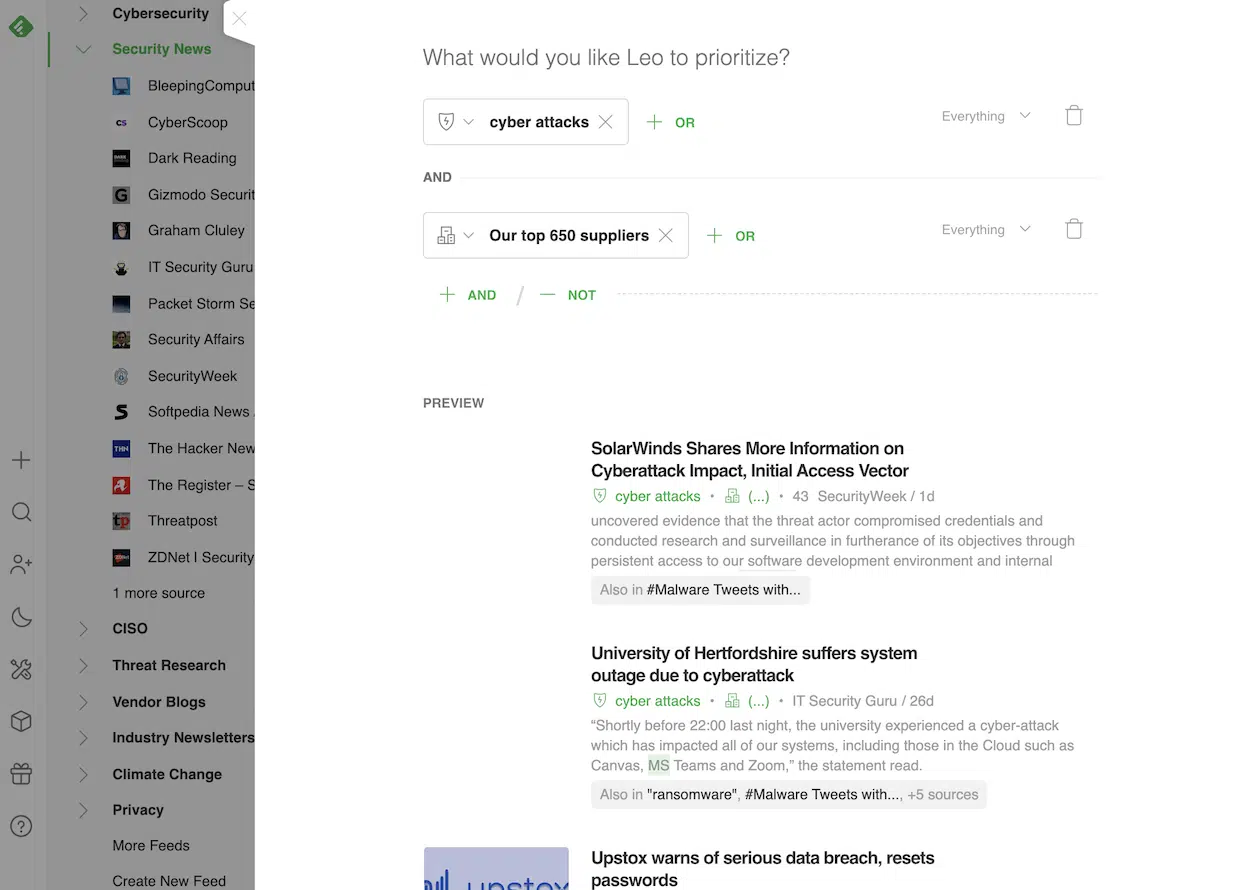 Cybersecurity
Security News
BleepingComput
CS CyberScoop
Dark Reading
G Gizmodo Securit
Graham Cluley
IT Security Guru
Packet Storm Se
Security Affairs
SecurityWeek
S Softpedia News
THN The Hacker New
The Register – S
tp Threatpost
ZDNet I Security
1 more source
CISO
Threat Research
Vendor Blogs
Industry Newsletters
Climate Change
Privacy
More Feeds
Create New Feed
What would you like Leo to prioritize?
cyber attacks OR Everything
AND
Our top 650 suppliers OR Everything
AND / NOT
PREVIEW
SolarWinds Shares More Information on
Cyberattack Impact, Initial Access Vector
cyber attacks • (...) • 43 SecurityWeek / 1d
uncovered evidence that the threat actor compromised credentials and
conducted research and surveillance in furtherance of its objectives through
persistent access to our software development environment and internal
Also in #Malware Tweets with...
University of Hertfordshire suffers system
outage due to cyberattack
cyber attacks • (...) • IT Security Guru / 26d
“Shortly before 22:00 last night, the university experienced a cyber-attack
which has impacted all of our systems, including those in the Cloud such as
Canvas, MS Teams and Zoom,” the statement read.
Also in "ransomware", #Malware Tweets with..., +5 sources
upstox
Upstox warns of serious data breach, resets
passwords